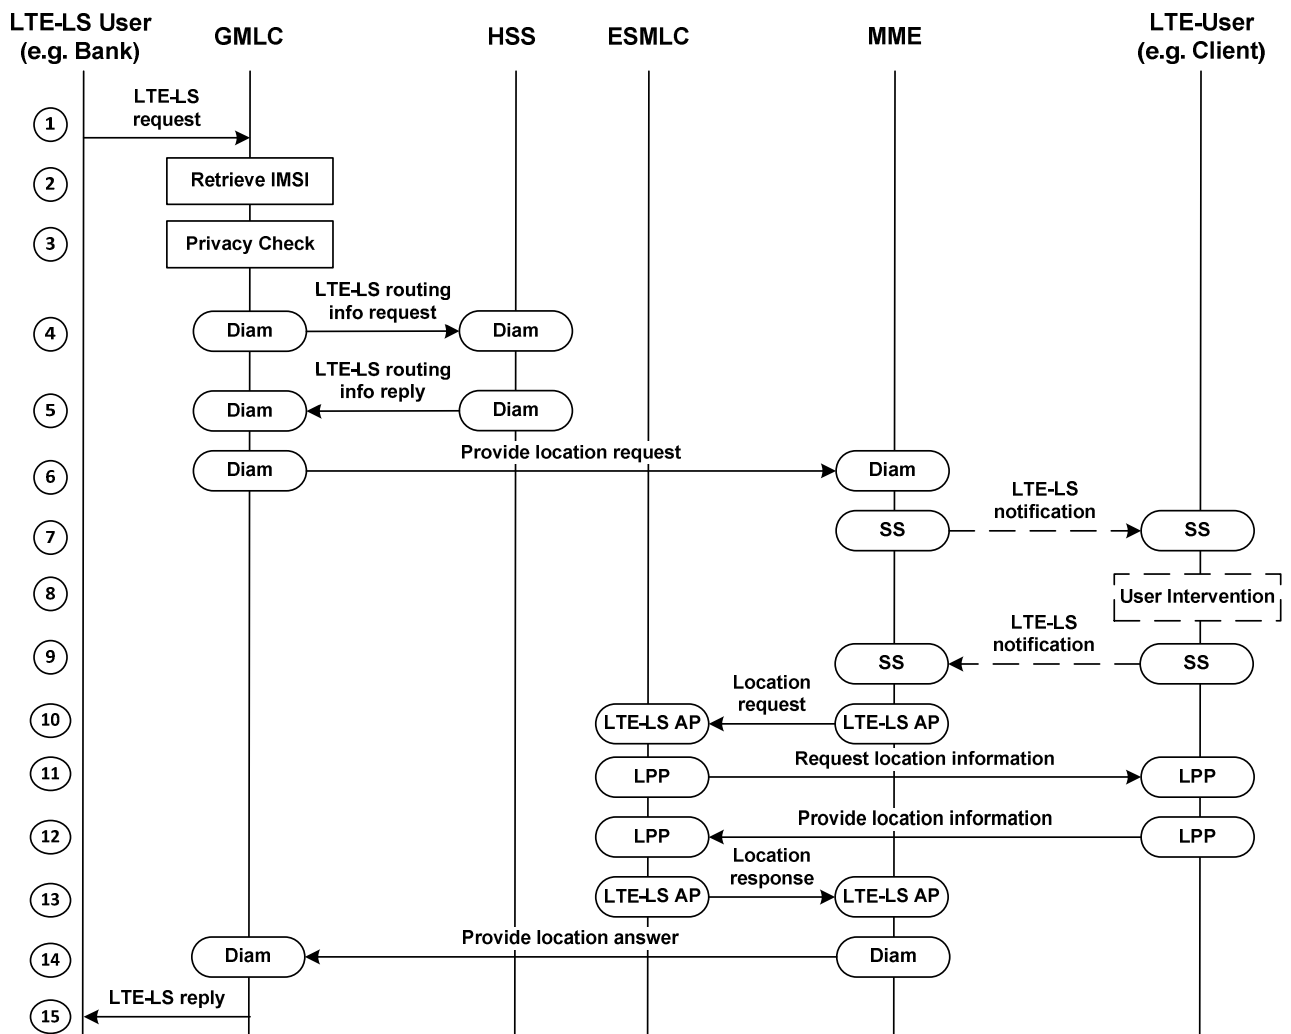 LTE-LS User
(e.g. Bank)
GMLC
HSS
ESMLC
MME
LTE-User
(e.g. Client)
1
LTE-LS
request
2
Retrieve IMSI
3
Privacy Check
4
Diam
LTE-LS routing
info request
Diam
5
Diam
LTE-LS routing
info reply
Diam
6
Diam
Provide location request
Diam
7
SS
LTE-LS
notification
SS
8
User Intervention
9
SS
LTE-LS
notification
SS
10
LTE-LS AP
Location
request
LTE-LS AP
11
LPP
Request location information
LPP
12
LPP
Provide location information
LPP
13
LTE-LS AP
Location
response
LTE-LS AP
14
Diam
Provide location answer
Diam
15
LTE-LS reply